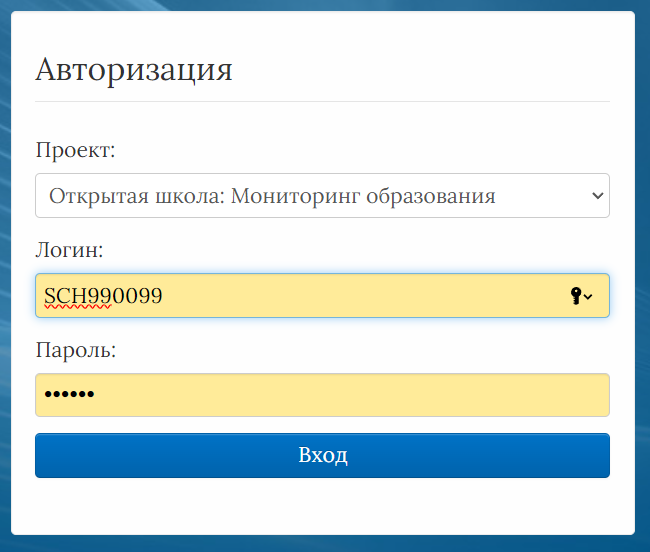 Авторизация
Проект:
Открытая школа: Мониторинг образования
Логин:
SCH990099
Пароль:
••••••
Вход